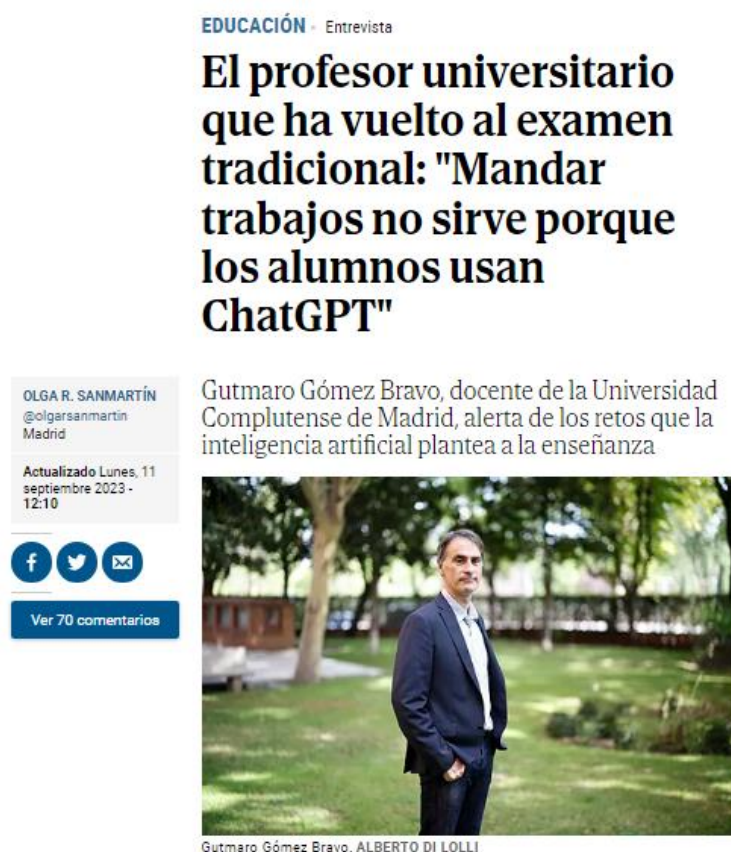 EDUCACIÓN · Entrevista
El profesor universitario
que ha vuelto al examen
tradicional: "Mandar
trabajos no sirve porque
los alumnos usan
ChatGPT"
OLGA R. SANMARTÍN
@olgarsanmartin
Madrid
Actualizado Lunes, 11
septiembre 2023 -
12:10
Ver 70 comentarios
Gutmaro Gómez Bravo, docente de la Universidad
Complutense de Madrid, alerta de los retos que la
inteligencia artificial plantea a la enseñanza
Gutmaro Gómez Bravo. ALBERTO DI LOLLI